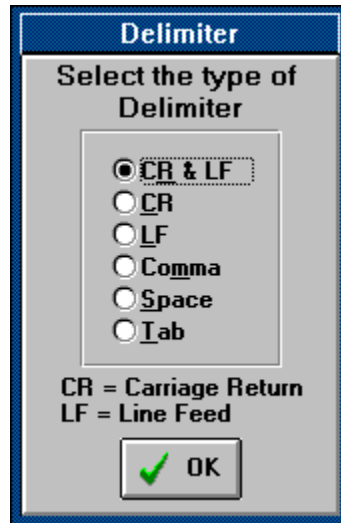 Delimiter
Select the type of
Delimiter
CR & LF
CR
LF
Comma
Space
Tab
CR = Carriage Return
LF = Line Feed
OK